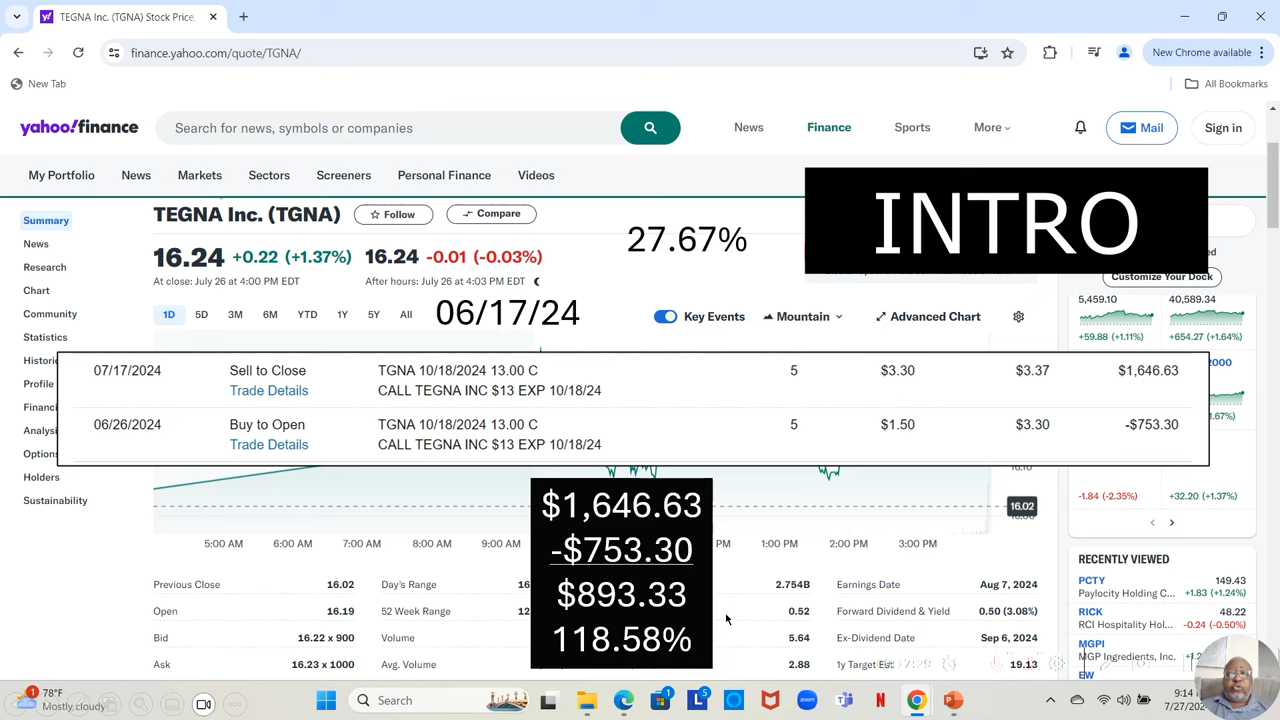 TEGNA Inc. (TGNA) Stock Price
finance.yahoo.com/quote/TGNA/
New Chrome available
New Tab
All Bookmarks
yahoo!finance
Search for news, symbols or companies
News
Finance
Sports
More
Mail
Sign in
My Portfolio
News
Markets
Sectors
Screeners
Personal Finance
Videos
INTRO
Summary
News
Research
Chart
Community
Statistics
Profile
Holders
Sustainability
TEGNA Inc. (TGNA)
Follow
Compare
27.67%
16.24 +0.22 (+1.37%)
16.24 -0.01 (-0.03%)
At close: July 26 at 4:00 PM EDT
After hours: July 26 at 4:03 PM EDT
Customize Your Dock
1D 5D 3M 6M YTD 1Y 5Y All
06/17/24
Key Events
Mountain
Advanced Chart
5,459.10
40,589.34
+59.88 (+1.11%)
+654.27 (+1.64%)
07/17/2024 Sell to Close TGNA 10/18/2024 13.00 C 5 $3.30 $3.37 $1,646.63
Trade Details CALL TEGNA INC $13 EXP 10/18/24
06/26/2024 Buy to Open TGNA 10/18/2024 13.00 C 5 $1.50 $3.30 -$753.30
Trade Details CALL TEGNA INC $13 EXP 10/18/24
-1.84 (-2.35%)
+32.20 (+1.37%)
16.02
$1,646.63
-$753.30
$893.33
118.58%
5:00 AM 6:00 AM 7:00 AM 8:00 AM 9:00 AM PM 1:00 PM 2:00 PM 3:00 PM
Previous Close 16.02
Day's Range
2.754B
Earnings Date Aug 7, 2024
Open 16.19
52 Week Range
0.52
Forward Dividend & Yield 0.50 (3.08%)
Bid 16.22 x 900
Volume
5.64
Ex-Dividend Date Sep 6, 2024
Ask 16.23 x 1000
Avg. Volume
2.88
1y Target Est 19.13
RECENTLY VIEWED
PCTY 149.43
Paylocity Holding C... +1.83 (+1.24%)
RICK 48.22
RCI Hospitality Hol... -0.24 (-0.50%)
MGPI
MGP Ingredients, Inc.
EW
78°F
Mostly cloudy
Search
9:14
7/27/202